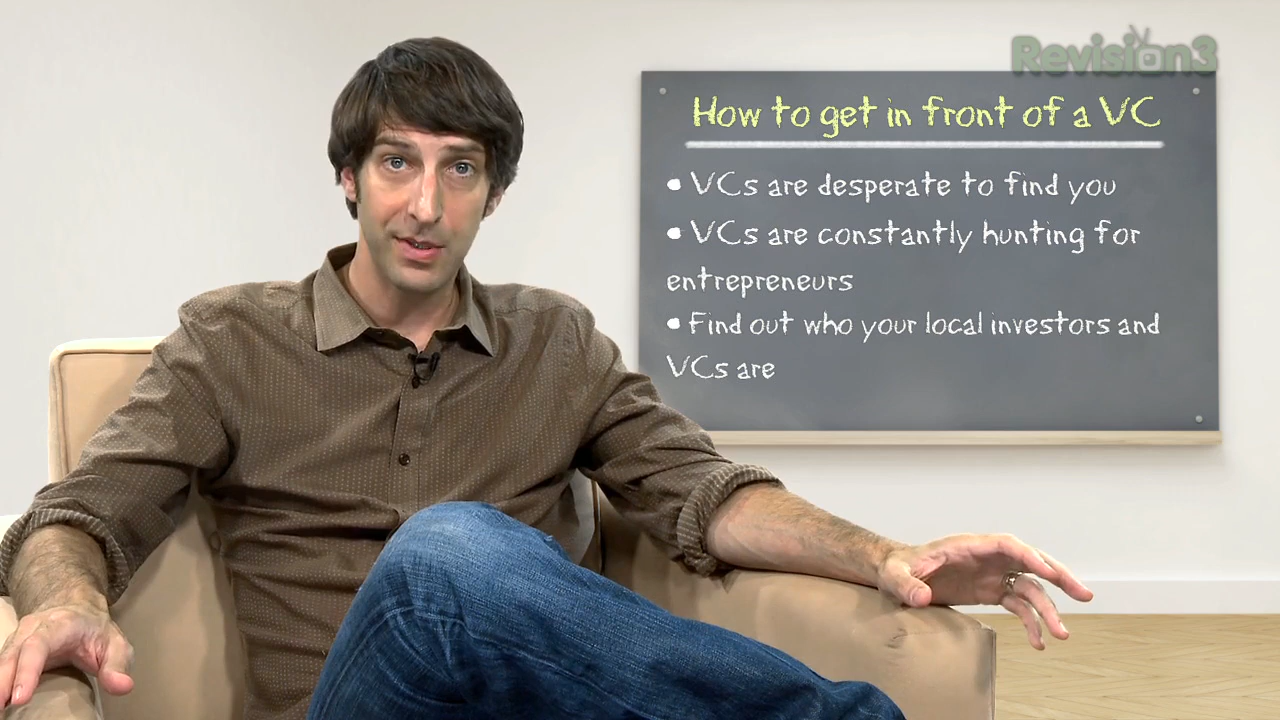 Revision3
How to get in front of a VC
• VCs are desperate to find you
• VCs are constantly hunting for
entrepreneurs
• Find out who your local investors and
VCs are